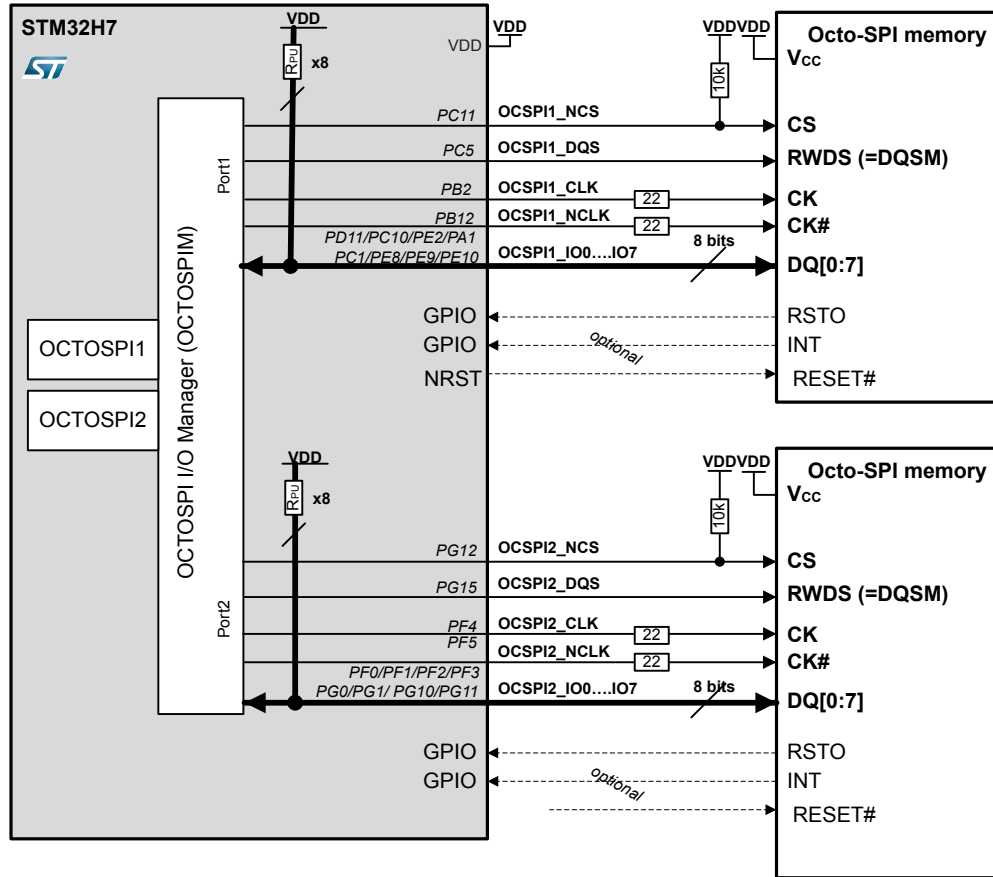 STM32H7
ST
VDD
RPU
x8
VDD
VDD
Port1
PC11
OCSPI1_NCS
PC5
OCSPI1_DQS
PB2
OCSPI1_CLK
22
PB12
OCSPI1_NCLK
22
PD11/PC10/PE2/PA1
PC1/PE8/PE9/PE10
OCSPI1_IO0....IO7
8 bits
GPIO
GPIO
optional
NRST
VDD
VDD
10k
Octo-SPI memory
VCC
CS
RWDS (=DQSM)
CK
CK#
DQ[0:7]
RSTO
INT
RESET#
OCTOSPI1
OCTOSPI2
OCTOSPI I/O Manager (OCTOSPIM)
VDD
RPU
x8
Port2
PG12
OCSPI2_NCS
PG15
OCSPI2_DQS
PF4
OCSPI2_CLK
22
PF5
OCSPI2_NCLK
22
PF0/PF1/PF2/PF3
PG0/PG1/ PG10/PG11
OCSPI2_IO0....IO7
8 bits
GPIO
GPIO
optional
VDD
VDD
10k
Octo-SPI memory
VCC
CS
RWDS (=DQSM)
CK
CK#
DQ[0:7]
RSTO
INT
RESET#